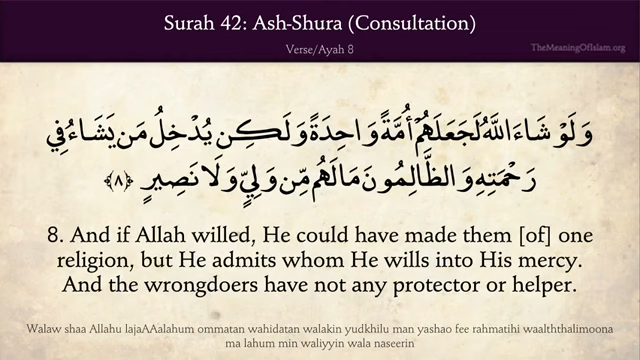 Surah 42: Ash-Shura (Consultation)
Verse/Ayah 8
TheMeaningOfIslam.org
وَلَوْ شَاءَ اللَّهُ لَجَعَلَهُمْ أُمَّةً وَاحِدَةً وَلَـٰكِن يُدْخِلُ مَن يَشَاءُ فِي
رَحْمَتِهِ وَالظَّالِمُونَ مَا لَهُم مِّن وَلِيٍّ وَلَا نَصِيرٍ ﴿٨﴾
8. And if Allah willed, He could have made them [of] one
religion, but He admits whom He wills into His mercy.
And the wrongdoers have not any protector or helper.
Walaw shaa Allahu lajaAAalahum ommatan wahidatan walakin yudkhilu man yashao fee rahmatihi waalththalimoona
ma lahum min waliyyin wala naseerin